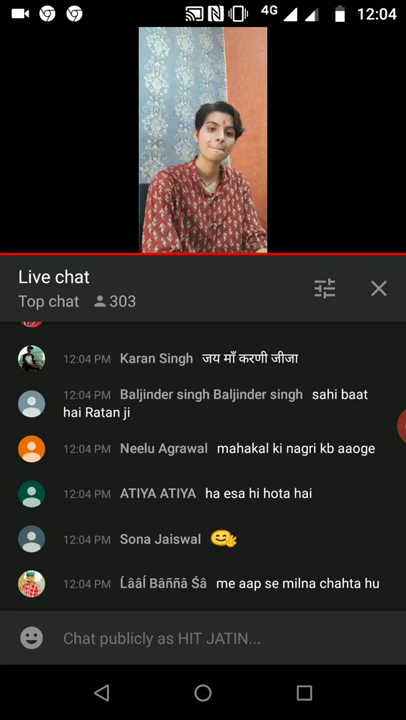 4G 12:04
Live chat
Top chat 303
12:04 PM Karan Singh जय माँ करणी जीजा
12:04 PM Baljinder singh Baljinder singh sahi baat
hai Ratan ji
12:04 PM Neelu Agrawal mahakal ki nagri kb aaoge
12:04 PM ATIYA ATIYA ha esa hi hota hai
12:04 PM Sona Jaiswal 😊👋
12:04 PM Ĺââĺ Bâññâ Śâ me aap se milna chahta hu
Chat publicly as HIT JATIN...